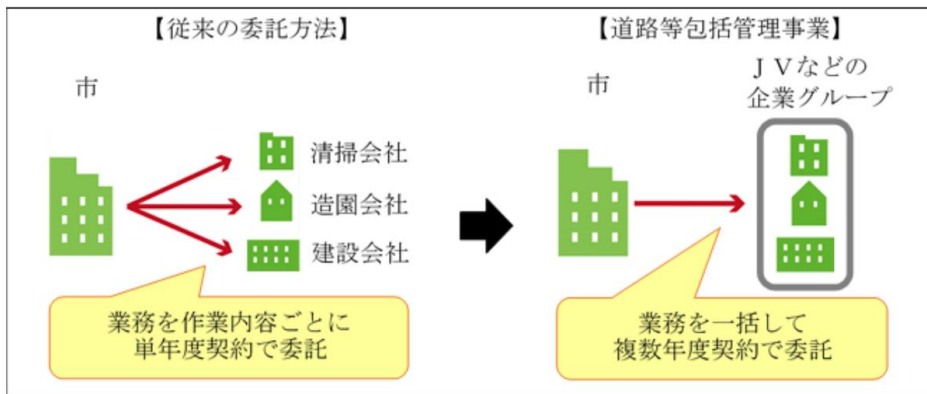 【従来の委託方法】
市
清掃会社
造園会社
建設会社
業務を作業内容ごとに
単年度契約で委託
【道路等包括管理事業】
市
ＪＶなどの
企業グループ
業務を一括して
複数年度契約で委託